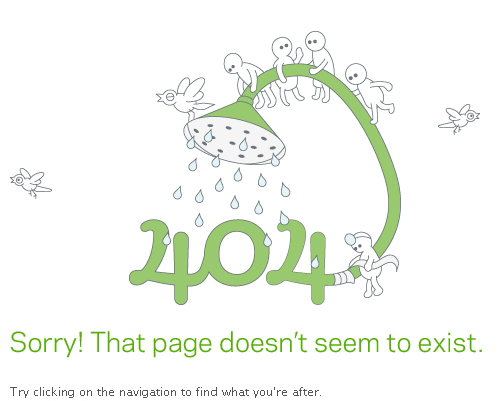 404
Sorry! That page doesn't seem to exist.
Try clicking on the navigation to find what you're after.